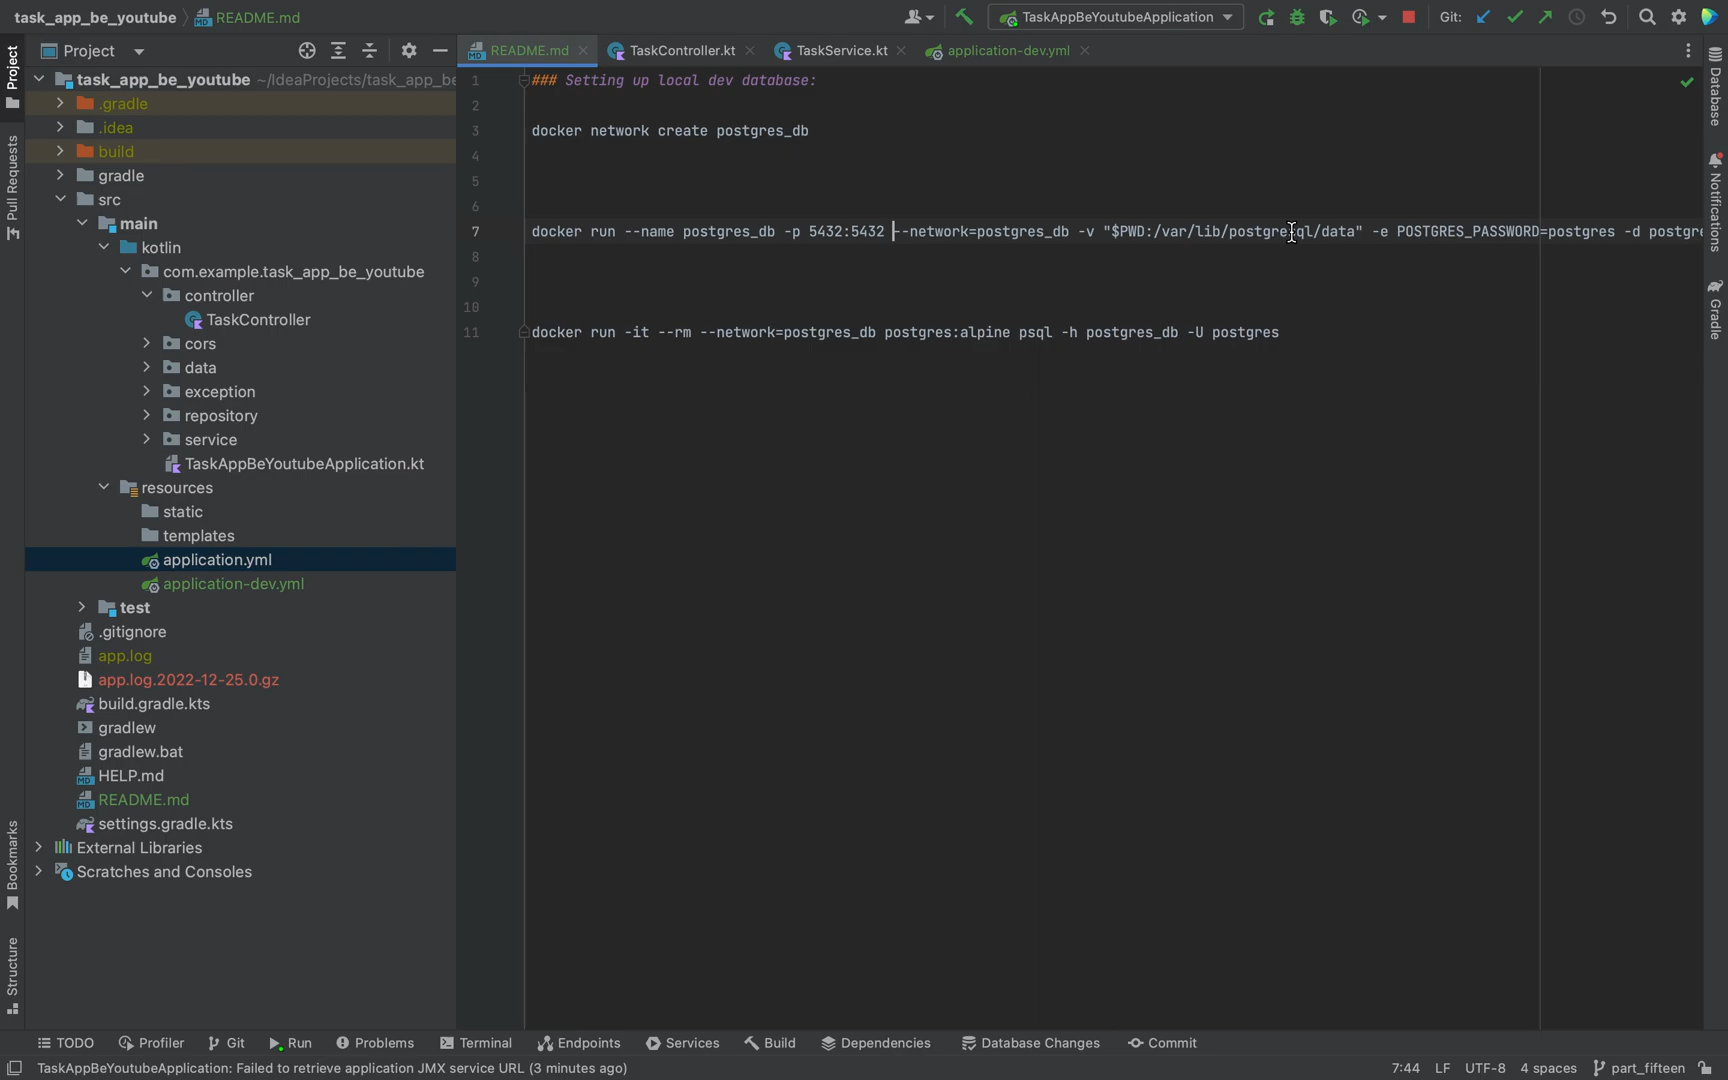 task_app_be_youtube
README.md
TaskAppBeYoutubeApplication
Git:
Project
Project
README.md
TaskController.kt
TaskService.kt
application-dev.yml
task_app_be_youtube ~/IdeaProjects/task_app_be
.gradle
.idea
build
gradle
src
main
kotlin
com.example.task_app_be_youtube
controller
TaskController
cors
data
exception
repository
service
TaskAppBeYoutubeApplication.kt
resources
static
templates
application.yml
application-dev.yml
test
.gitignore
app.log
app.log.2022-12-25.0.gz
build.gradle.kts
gradlew
gradlew.bat
HELP.md
README.md
settings.gradle.kts
External Libraries
Scratches and Consoles
Pull Requests
Bookmarks
Structure
1 ### Setting up local dev database:
2
3 docker network create postgres_db
4
5
6
7 docker run --name postgres_db -p 5432:5432 --network=postgres_db -v "$PWD:/var/lib/postgresql/data" -e POSTGRES_PASSWORD=postgres -d postgre
8
9
10
11 docker run -it --rm --network=postgres_db postgres:alpine psql -h postgres_db -U postgres
Database
Notifications
Gradle
TODO
Profiler
Git
Run
Problems
Terminal
Endpoints
Services
Build
Dependencies
Database Changes
Commit
TaskAppBeYoutubeApplication: Failed to retrieve application JMX service URL (3 minutes ago)
7:44 LF UTF-8 4 spaces part_fifteen